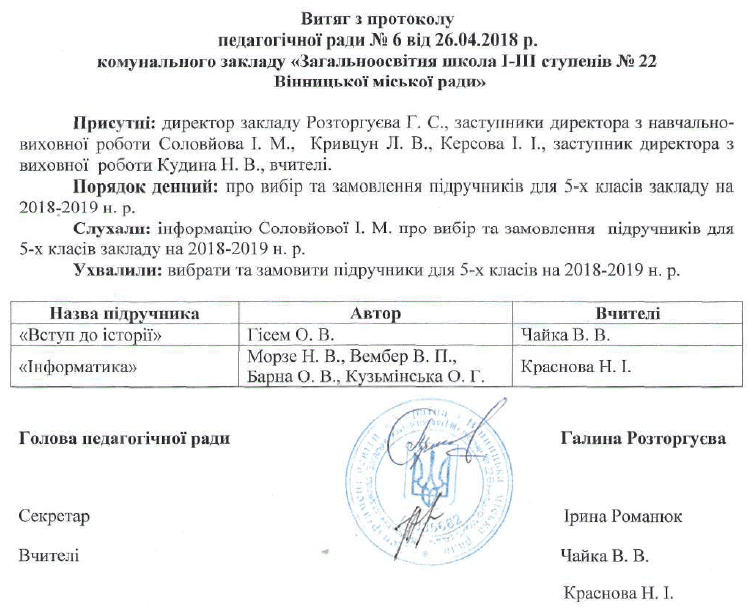 Витяг з протоколу
педагогічної ради № 6 від 26.04.2018 р.
комунального закладу «Загальноосвітня школа І-ІІІ ступенів № 22
Вінницької міської ради»
Присутні: директор закладу Розторгуєва Г. С., заступники директора з навчально-
виховної роботи Соловйова І. М., Кривцун Л. В., Керсова І. І., заступник директора з
виховної роботи Кудина Н. В., вчителі.
Порядок денний: про вибір та замовлення підручників для 5-х класів закладу на
2018-2019 н. р.
Слухали: інформацію Соловйової І. М. про вибір та замовлення підручників для
5-х класів закладу на 2018-2019 н. р.
Ухвалили: вибрати та замовити підручники для 5-х класів на 2018-2019 н. р.
Назва підручника Автор Вчителі
«Вступ до історії» Гісем О. В. Чайка В. В.
«Інформатика» Морзе Н. В., Вембер В. П.,
Барна О. В., Кузьмінська О. Г. Краснова Н. І.
Голова педагогічної ради Галина Розторгуєва
Секретар Ірина Романюк
Вчителі Чайка В. В.
Краснова Н. І.